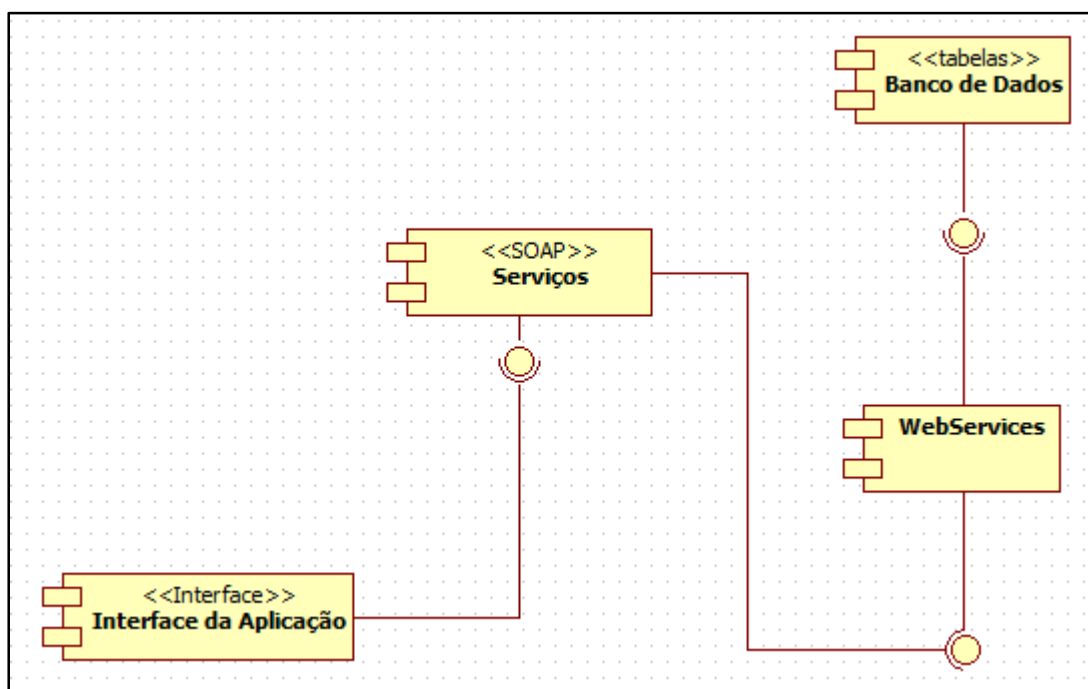 <<tabelas>>
Banco de Dados
<<SOAP>>
Serviços
WebServices
<<Interface>>
Interface da Aplicação